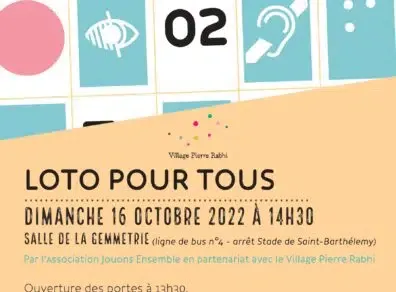 02
Village Pierre Rabhi
LOTO POUR TOUS
DIMANCHE 16 OCTOBRE 2022 À 14H30
SALLE DE LA GEMMETRIE (ligne de bus n°4 - arrêt Stade de Saint-Barthélemy)
Par l'Association Jouons Ensemble en partenariat avec le Village Pierre Rabhi
Ouverture des portes à 13h30.